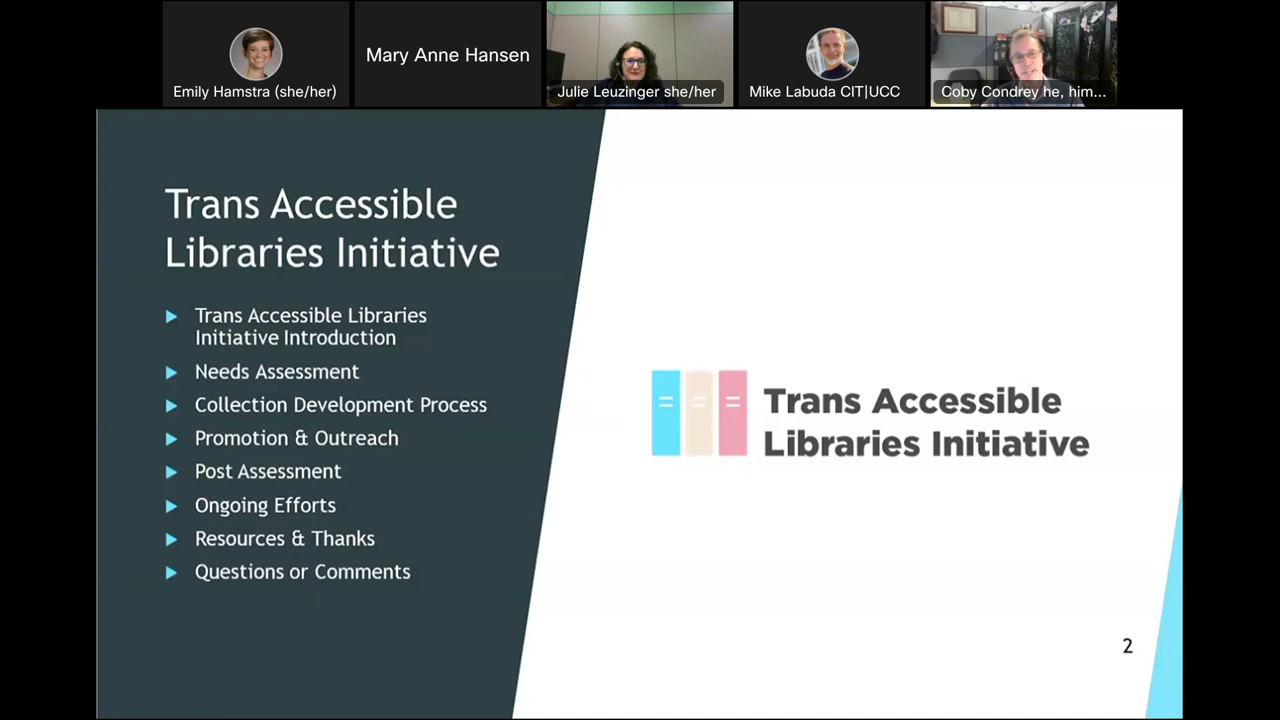 Emily Hamstra (she/her)
Mary Anne Hansen
Julie Leuzinger she/her
Mike Labuda CIT|UCC
Coby Condrey he, him...
Trans Accessible
Libraries Initiative
Trans Accessible Libraries
Initiative Introduction
Needs Assessment
Collection Development Process
Promotion & Outreach
Post Assessment
Ongoing Efforts
Resources & Thanks
Questions or Comments
Trans Accessible
Libraries Initiative
2